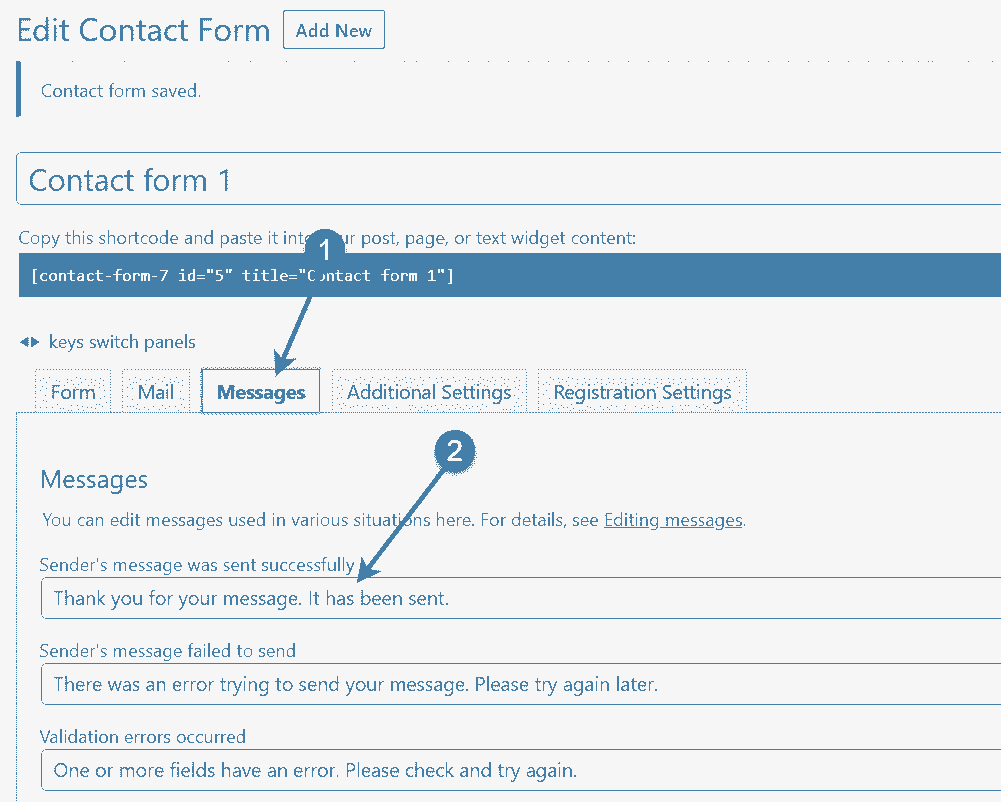 Edit Contact Form Add New
Contact form saved.
Contact form 1
Copy this shortcode and paste it into your post, page, or text widget content:
1
[contact-form-7 id="5" title="Contact form 1"]
keys switch panels
Form Mail Messages Additional Settings Registration Settings
2
Messages
You can edit messages used in various situations here. For details, see Editing messages.
Sender's message was sent successfully
Thank you for your message. It has been sent.
Sender's message failed to send
There was an error trying to send your message. Please try again later.
Validation errors occurred
One or more fields have an error. Please check and try again.